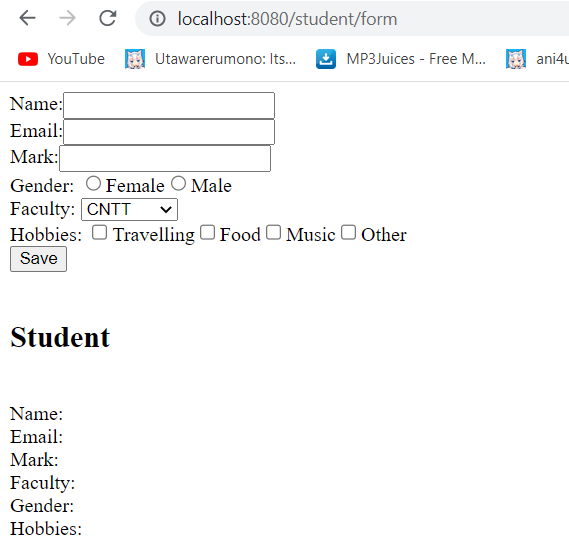 localhost:8080/student/form
YouTube Utawarerumono: Its... MP3Juices - Free M... ani4u
Name:
Email:
Mark:
Gender: Female Male
Faculty: CNTT
Hobbies: Travelling Food Music Other
Save
Student
Name:
Email:
Mark:
Faculty:
Gender:
Hobbies: